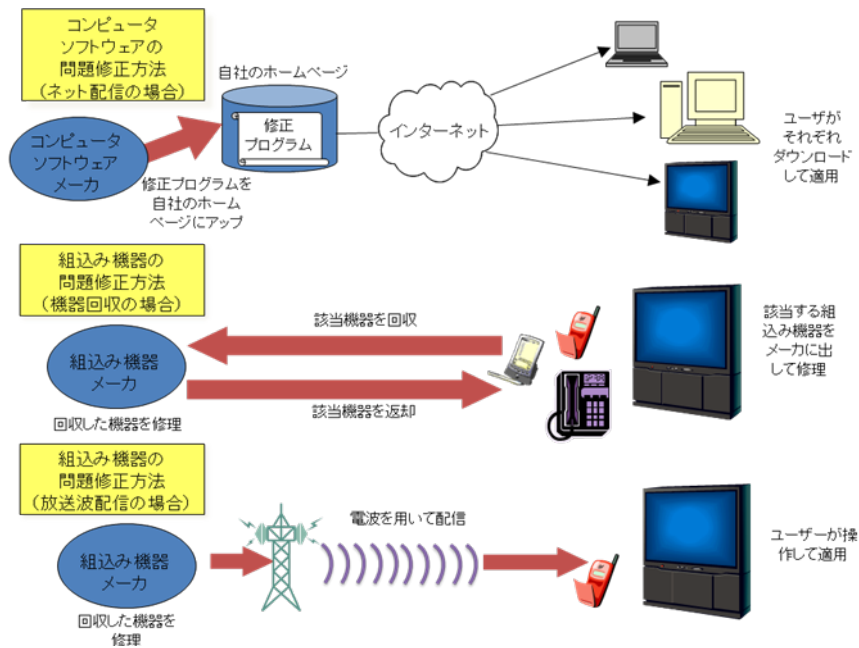 コンピュータ
ソフトウェアの
問題修正方法
(ネット配信の場合)
自社のホームページ
修正
プログラム
インターネット
コンピュータ
ソフトウェア
メーカ
修正プログラムを
自社のホーム
ページにアップ
ユーザが
それぞれ
ダウンロード
して適用
組込み機器の
問題修正方法
(機器回収の場合)
該当機器を回収
組込み機器
メーカ
該当機器を返却
回収した機器を修理
該当する組
込み機器を
メーカに出
して修理
組込み機器の
問題修正方法
(放送波配信の場合)
電波を用いて配信
組込み機器
メーカ
回収した機器を
修理
ユーザーが操
作して適用